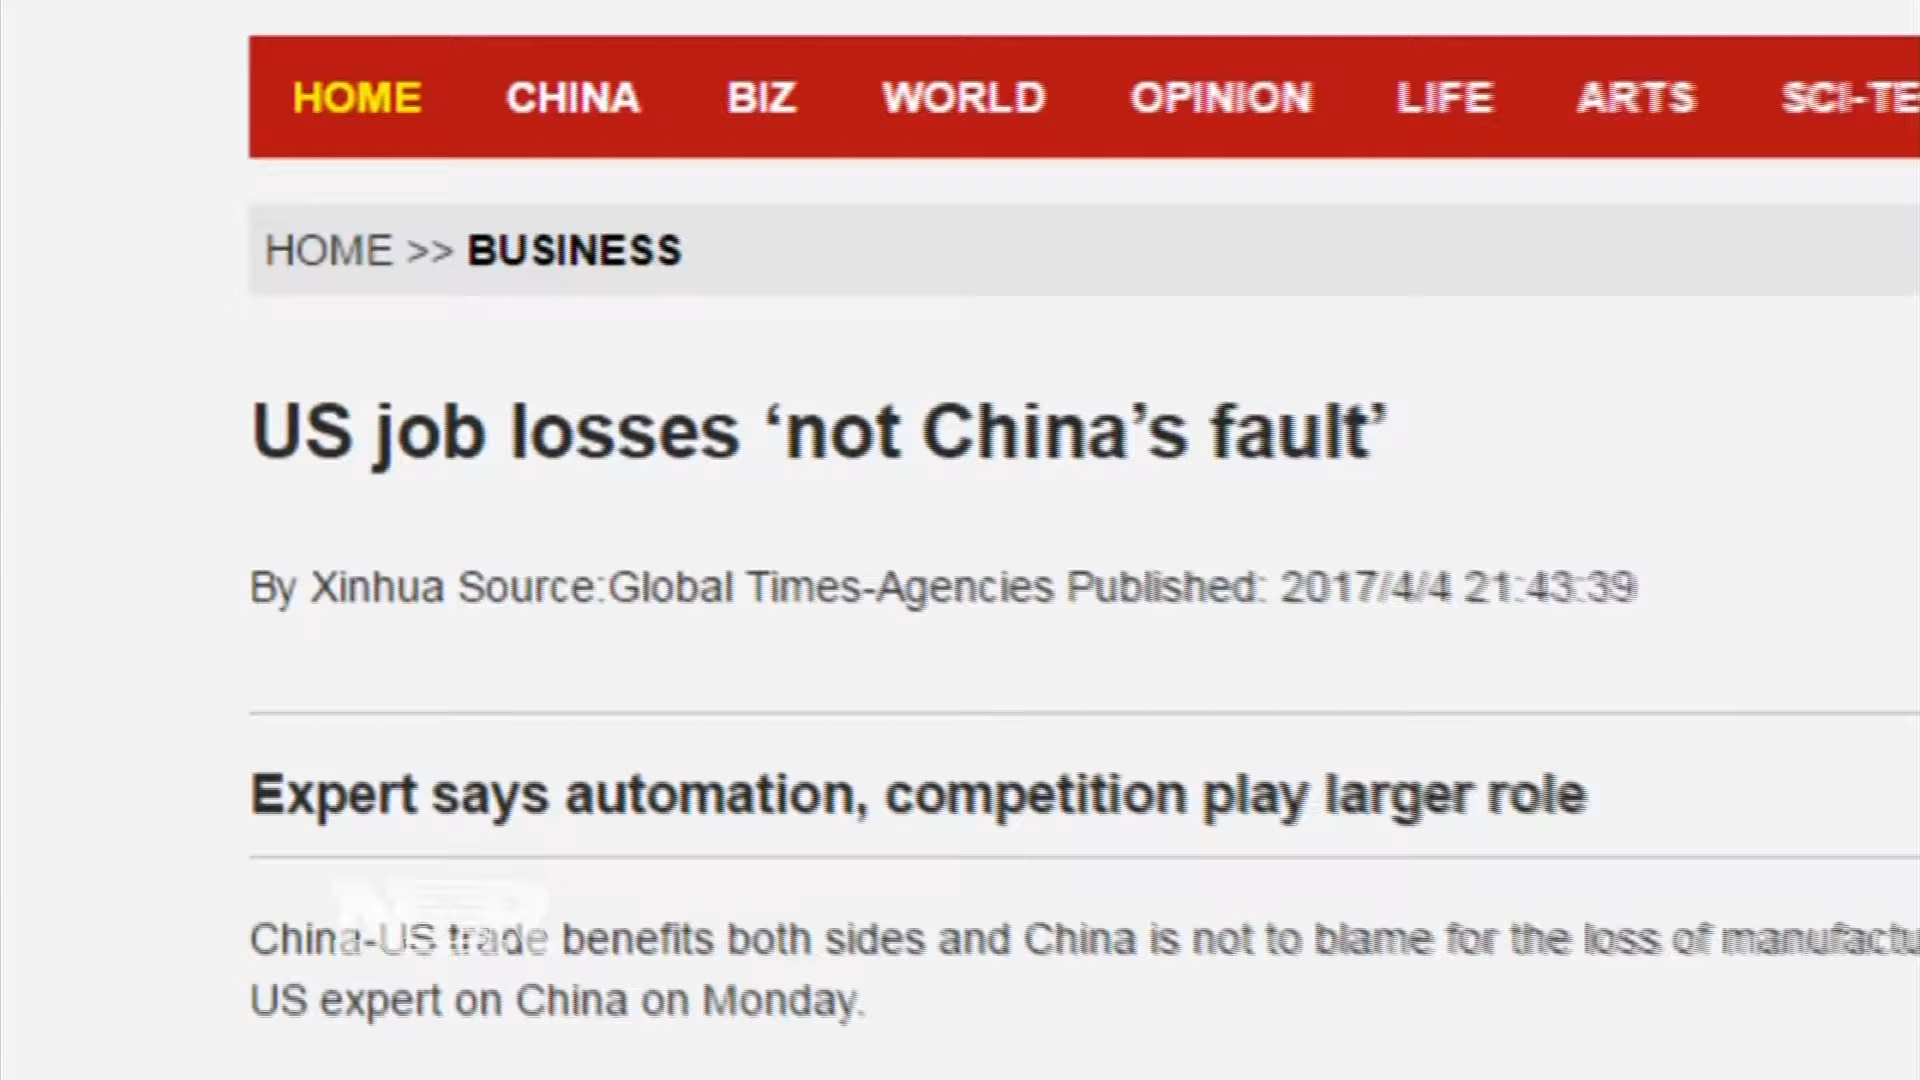 HOME CHINA BIZ WORLD OPINION LIFE ARTS SCI-TE
HOME >> BUSINESS
US job losses ‘not China’s fault’
By Xinhua Source:Global Times-Agencies Published: 2017/4/4 21:43:39
Expert says automation, competition play larger role
China-US trade benefits both sides and China is not to blame for the loss of manufactu
US expert on China on Monday.